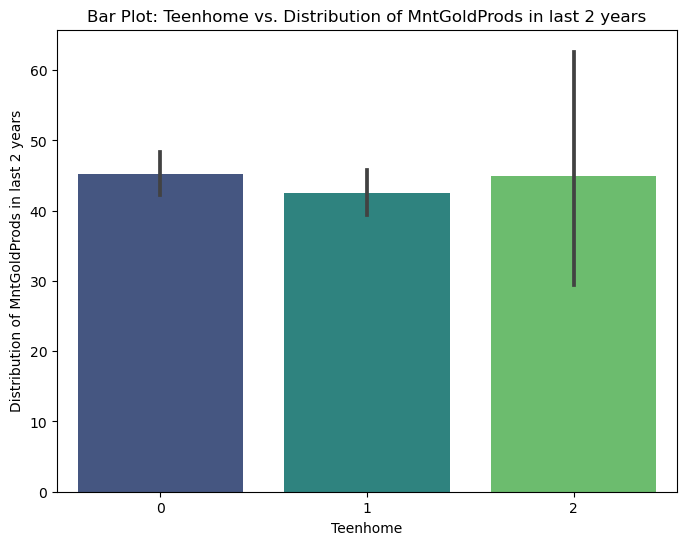 Bar Plot: Teenhome vs. Distribution of MntGoldProds in last 2 years
Distribution of MntGoldProds in last 2 years
60
50
40
30
20
10
0
0 1 2
Teenhome